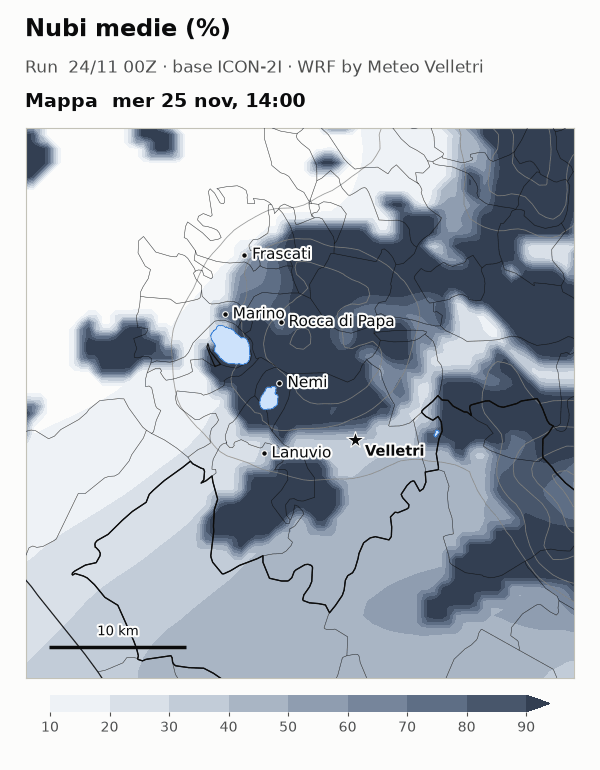 Nubi medie (%)
Run  24/11 00Z · base ICON-2I · WRF by Meteo Velletri
Mappa  mer 25 nov, 14:00
Frascati
Marino
Rocca di Papa
Nemi
Velletri
Lanuvio
10 km
10 20 30 40 50 60 70 80 90